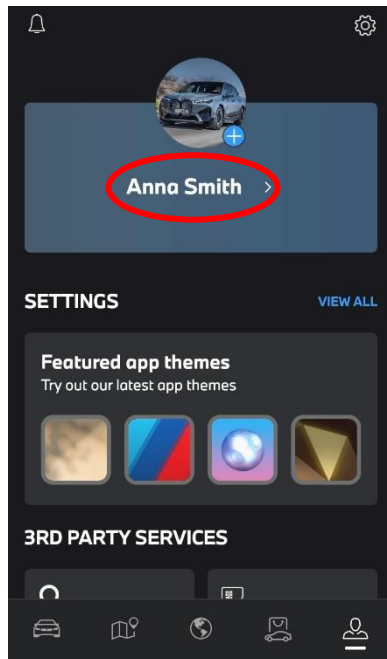 Anna Smith
SETTINGS
VIEW ALL
Featured app themes
Try out our latest app themes
3RD PARTY SERVICES